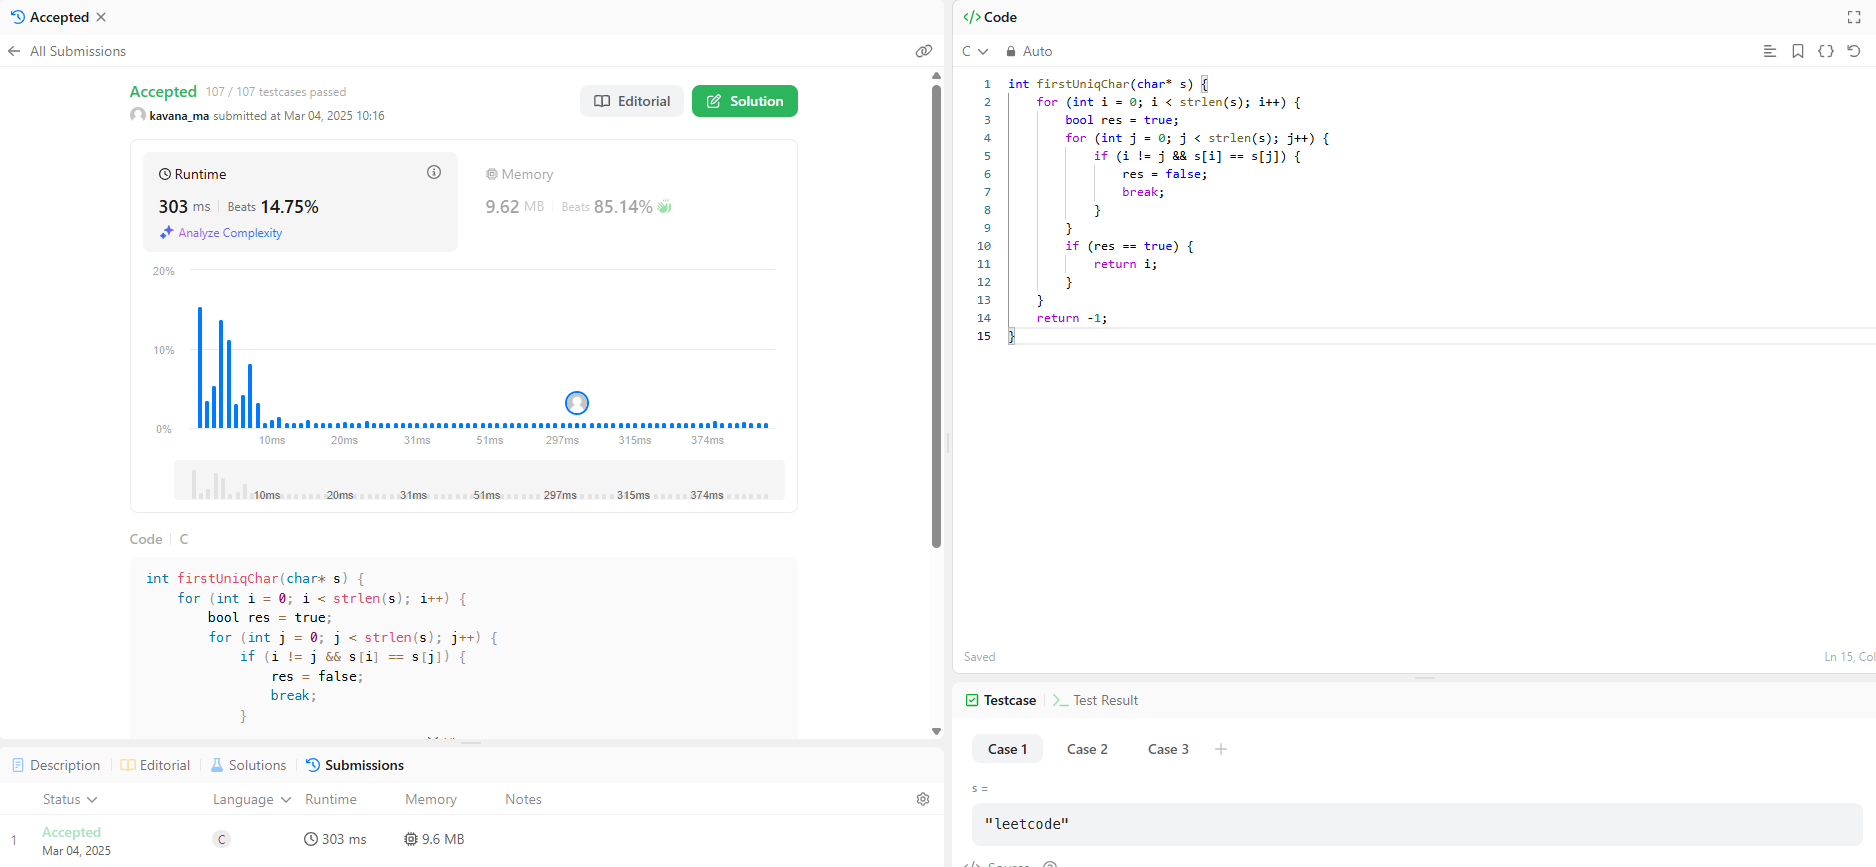 Accepted
All Submissions
Accepted 107 / 107 testcases passed
kavana_ma submitted at Mar 04, 2025 10:16
Editorial
Solution
Runtime
303 ms Beats 14.75%
Analyze Complexity
Memory
9.62 MB Beats 85.14%
20%
10%
0%
10ms 20ms 31ms 51ms 297ms 315ms 374ms
10ms 20ms 31ms 51ms 297ms 315ms 374ms
Code C
int firstUniqChar(char* s) {
    for (int i = 0; i < strlen(s); i++) {
        bool res = true;
        for (int j = 0; j < strlen(s); j++) {
            if (i != j && s[i] == s[j]) {
                res = false;
                break;
            }
Description Editorial Solutions Submissions
Status Language Runtime Memory Notes
1 Accepted C 303 ms 9.6 MB
Mar 04, 2025
</> Code
C Auto
1 int firstUniqChar(char* s) {
2     for (int i = 0; i < strlen(s); i++) {
3         bool res = true;
4         for (int j = 0; j < strlen(s); j++) {
5             if (i != j && s[i] == s[j]) {
6                 res = false;
7                 break;
8             }
9         }
10         if (res == true) {
11             return i;
12         }
13     }
14     return -1;
15 }
Saved
Ln 15, Col
Testcase Test Result
Case 1 Case 2 Case 3 +
s =
"leetcode"